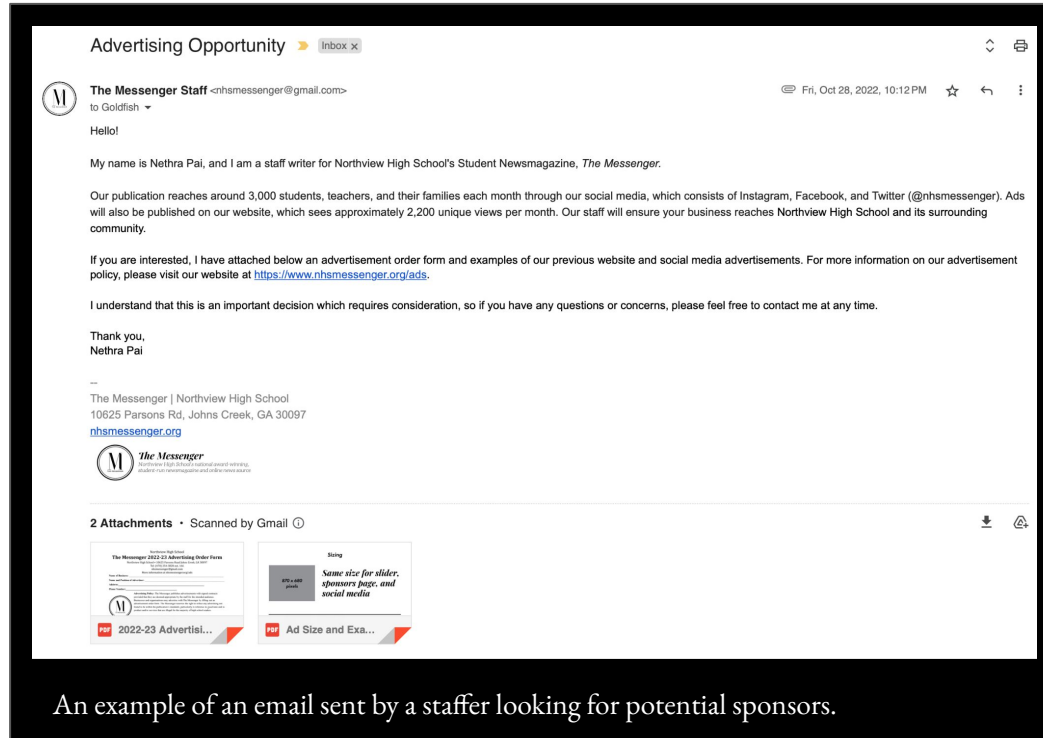 Advertising Opportunity Inbox x
The Messenger Staff <nhsmessenger@gmail.com> Fri, Oct 28, 2022, 10:12 PM
to Goldfish
Hello!
My name is Nethra Pai, and I am a staff writer for Northview High School's Student Newsmagazine, The Messenger.
Our publication reaches around 3,000 students, teachers, and their families each month through our social media, which consists of Instagram, Facebook, and Twitter (@nhsmessenger). Ads
will also be published on our website, which sees approximately 2,200 unique views per month. Our staff will ensure your business reaches Northview High School and its surrounding
community.
If you are interested, I have attached below an advertisement order form and examples of our previous website and social media advertisements. For more information on our advertisement
policy, please visit our website at https://www.nhsmessenger.org/ads.
I understand that this is an important decision which requires consideration, so if you have any questions or concerns, please feel free to contact me at any time.
Thank you,
Nethra Pai
--
The Messenger | Northview High School
10625 Parsons Rd, Johns Creek, GA 30097
nhsmessenger.org
M
The Messenger
Northview High School's national award-winning,
student-run newsmagazine and online news source
2 Attachments • Scanned by Gmail
Northview High School
The Messenger 2022-23 Advertising Order Form
M
PDF 2022-23 Advertisi...
Sizing
870 x 480
pixels
Same size for slider,
sponsors page, and
social media
PDF Ad Size and Exa...
An example of an email sent by a staffer looking for potential sponsors.